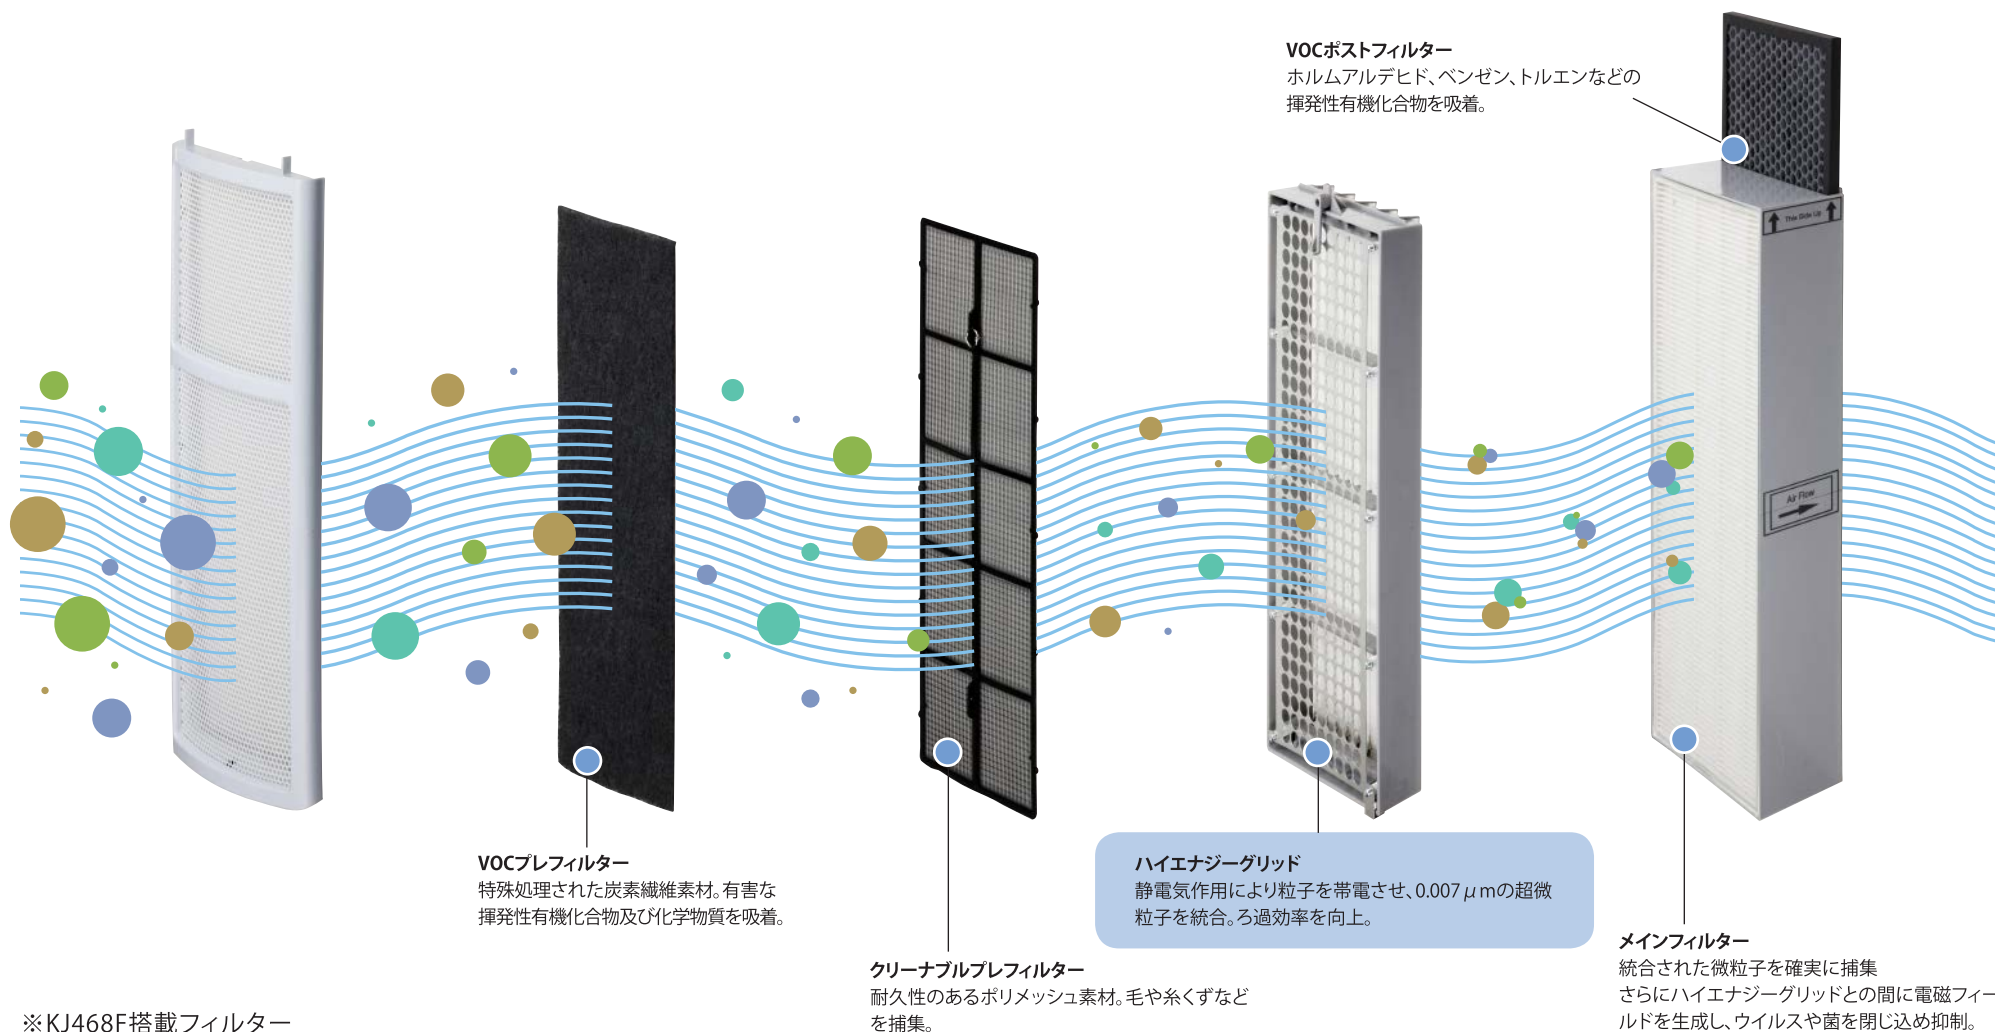 VOCポストフィルター
ホルムアルデヒド、ベンゼン、トルエンなどの
揮発性有機化合物を吸着。
This Side Up
Air Flow
VOCプレフィルター
特殊処理された炭素繊維素材。有害な
揮発性有機化合物及び化学物質を吸着。
クリーナブルプレフィルター
耐久性のあるポリメッシュ素材。毛や糸くずなど
を捕集。
ハイエナジーグリッド
静電気作用により粒子を帯電させ、0.007μmの超微
粒子を統合。ろ過効率を向上。
メインフィルター
統合された微粒子を確実に捕集
さらにハイエナジーグリッドとの間に電磁フィー
ルドを生成し、ウイルスや菌を閉じ込め抑制。
※KJ468F搭載フィルター